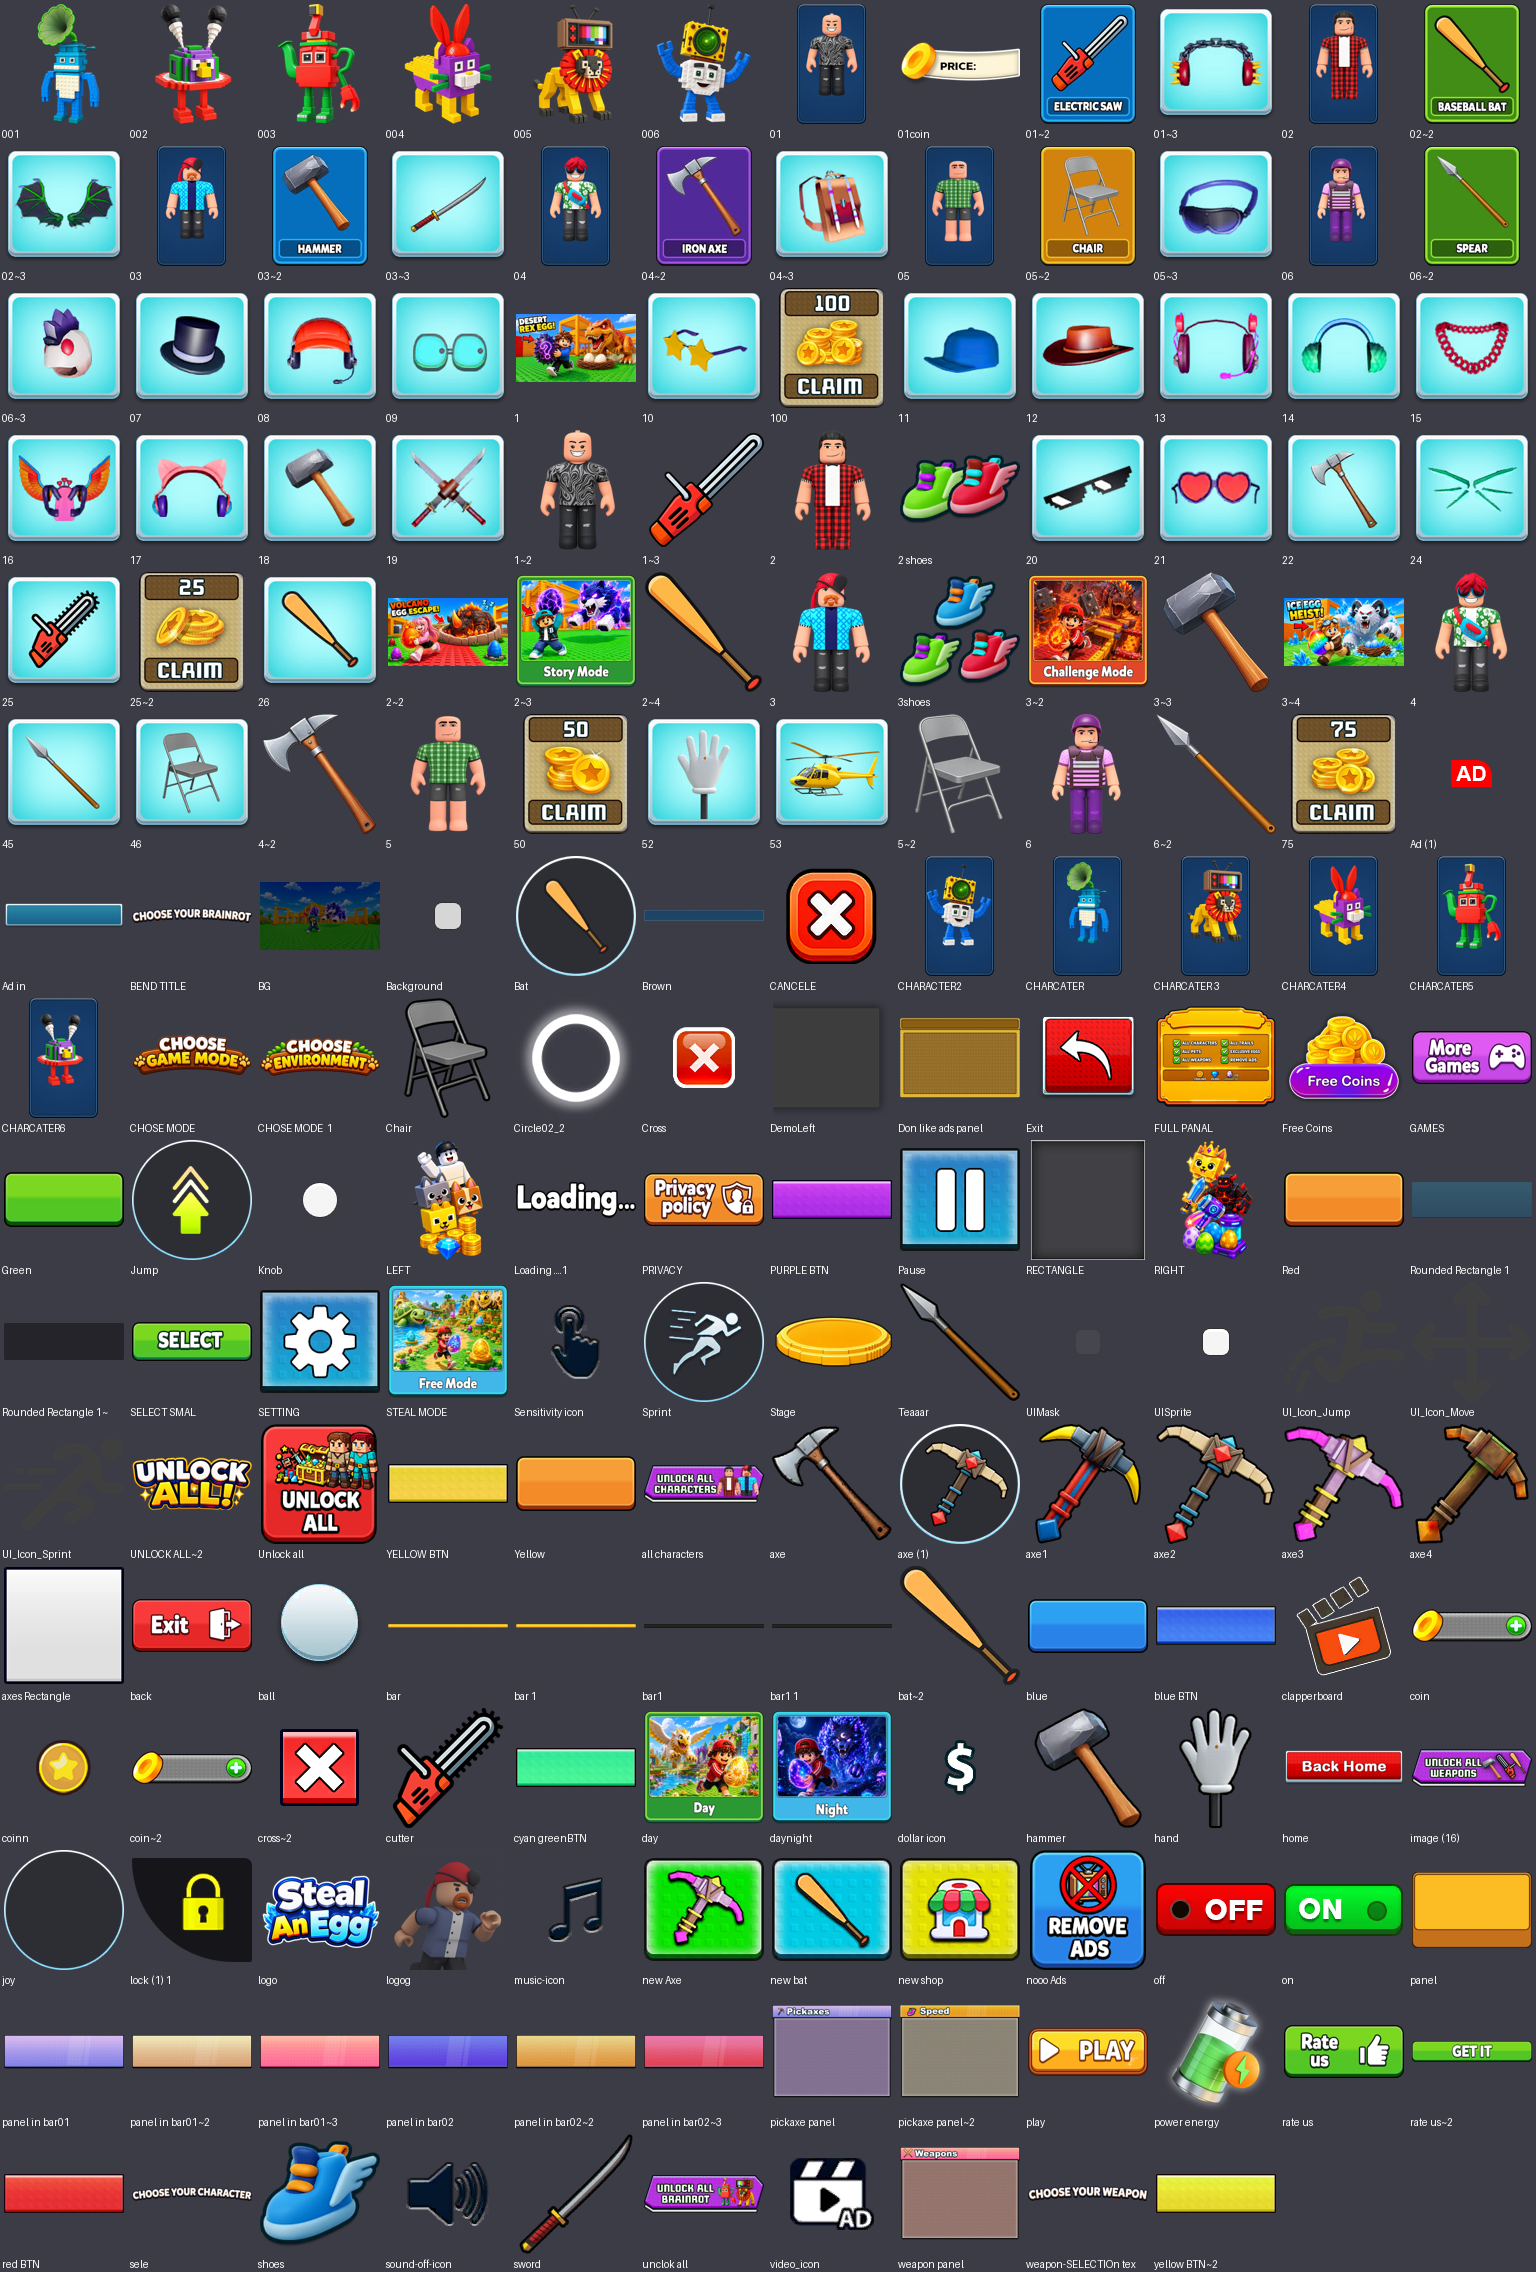 PRICE:
ELECTRIC SAW
BASEBALL BAT
001
002
003
004
005
006
01
01coin
01~2
01~3
02
02~2
HAMMER
IRON AXE
CHAIR
SPEAR
02~3
03
03~2
03~3
04
04~2
04~3
05
05~2
05~3
06
06~2
DESERT
REX EGG!
100
CLAIM
06~3
07
08
09
1
10
100
11
12
13
14
15
16
17
18
19
1~2
1~3
2
2 shoes
20
21
22
24
25
CLAIM
VOLCANO
EGG ESCAPE!
Story Mode
Challenge Mode
ICE EGG
HEIST!
25
25~2
26
2~2
2~3
2~4
3
3shoes
3~2
3~3
3~4
4
50
CLAIM
75
CLAIM
AD
45
46
4~2
5
50
52
53
5~2
6
6~2
75
Ad (1)
CHOOSE YOUR BRAINROT
Ad in
BEND TITLE
BG
Background
Bat
Brown
CANCELE
CHARACTER2
CHARCATER
CHARCATER 3
CHARCATER4
CHARCATER5
CHOOSE
GAME MODE
CHOOSE
ENVIRONMENT
ALL CHARACTERS
ALL TRAILS
ALL PETS
EXCLUSIVE EGGS
ALL WEAPONS
REMOVE ADS
Free Coins
More
Games
CHARCATER6
CHOSE MODE
CHOSE MODE 1
Chair
Circle02_2
Cross
DemoLeft
Don like ads panel
Exit
FULL PANAL
Free Coins
GAMES
Loading...
Privacy
policy
Green
Jump
Knob
LEFT
Loading ....1
PRIVACY
PURPLE BTN
Pause
RECTANGLE
RIGHT
Red
Rounded Rectangle 1
SELECT
Free Mode
Rounded Rectangle 1~
SELECT SMAL
SETTING
STEAL MODE
Sensitivity icon
Sprint
Stage
Teaaar
UIMask
UISprite
UI_Icon_Jump
UI_Icon_Move
UNLOCK
ALL!
UNLOCK
ALL
UNLOCK ALL
CHARACTERS
UI_Icon_Sprint
UNLOCK ALL~2
Unlock all
YELLOW BTN
Yellow
all characters
axe
axe (1)
axe1
axe2
axe3
axe4
Exit
axes Rectangle
back
ball
bar
bar 1
bar1
bar1 1
bat~2
blue
blue BTN
clapperboard
coin
Day
Night
$
Back Home
UNLOCK ALL
WEAPONS
coinn
coin~2
cross~2
cutter
cyan greenBTN
day
daynight
dollar icon
hammer
hand
home
image (16)
Steal
An Egg
REMOVE
ADS
OFF
ON
joy
lock (1) 1
logo
logog
music-icon
new Axe
new bat
new shop
nooo Ads
off
on
panel
Pickaxes
Speed
PLAY
Rate
us
GET IT
panel in bar01
panel in bar01~2
panel in bar01~3
panel in bar02
panel in bar02~2
panel in bar02~3
pickaxe panel
pickaxe panel~2
play
power energy
rate us
rate us~2
CHOOSE YOUR CHARACTER
UNLOCK ALL
BRAINROT
AD
Weapons
CHOOSE YOUR WEAPON
red BTN
sele
shoes
sound-off-icon
sword
unclok all
video_icon
weapon panel
weapon-SELECTIOn tex
yellow BTN~2